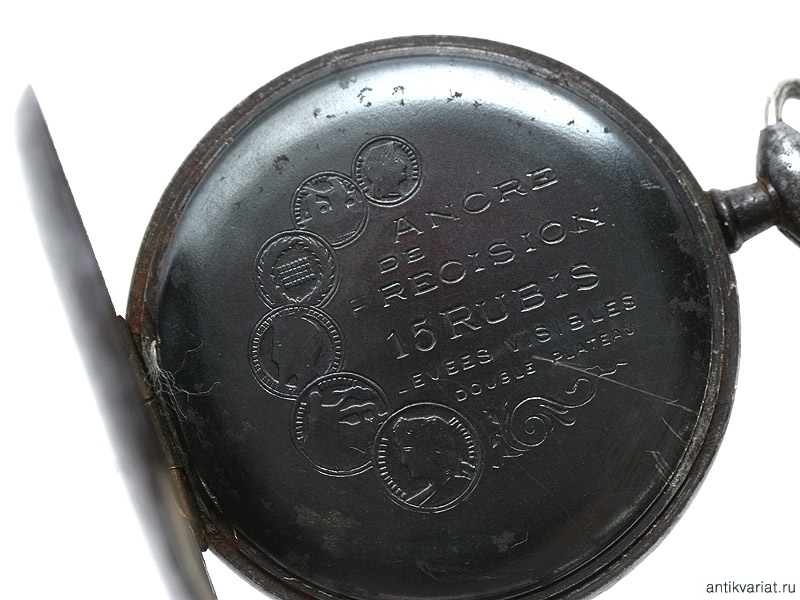 ANCRE
DE
PRECISION
15 RUBIS
LEVEES VISIBLES
DOUBLE PLATEAU
antikvariat.ru